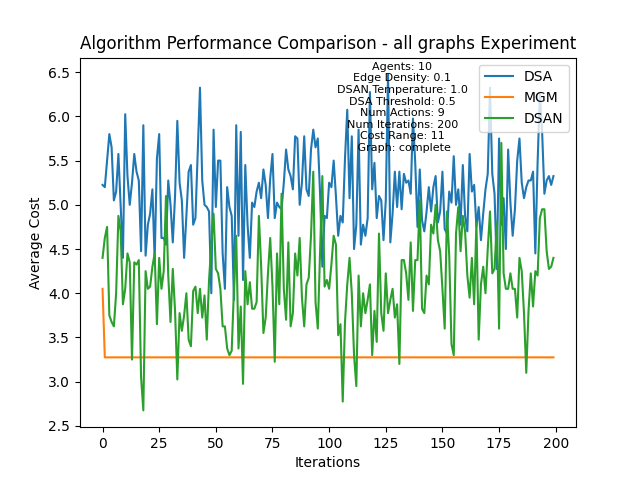 Algorithm Performance Comparison - all graphs Experiment
Agents: 10
Edge Density: 0.1
DSAN Temperature: 1.0
DSA Threshold: 0.5
Num Actions: 9
Num Iterations: 200
Cost Range: 11
Graph: complete
DSA
MGM
DSAN
Average Cost
6.5
6.0
5.5
5.0
4.5
4.0
3.5
3.0
2.5
0 25 50 75 100 125 150 175 200
Iterations